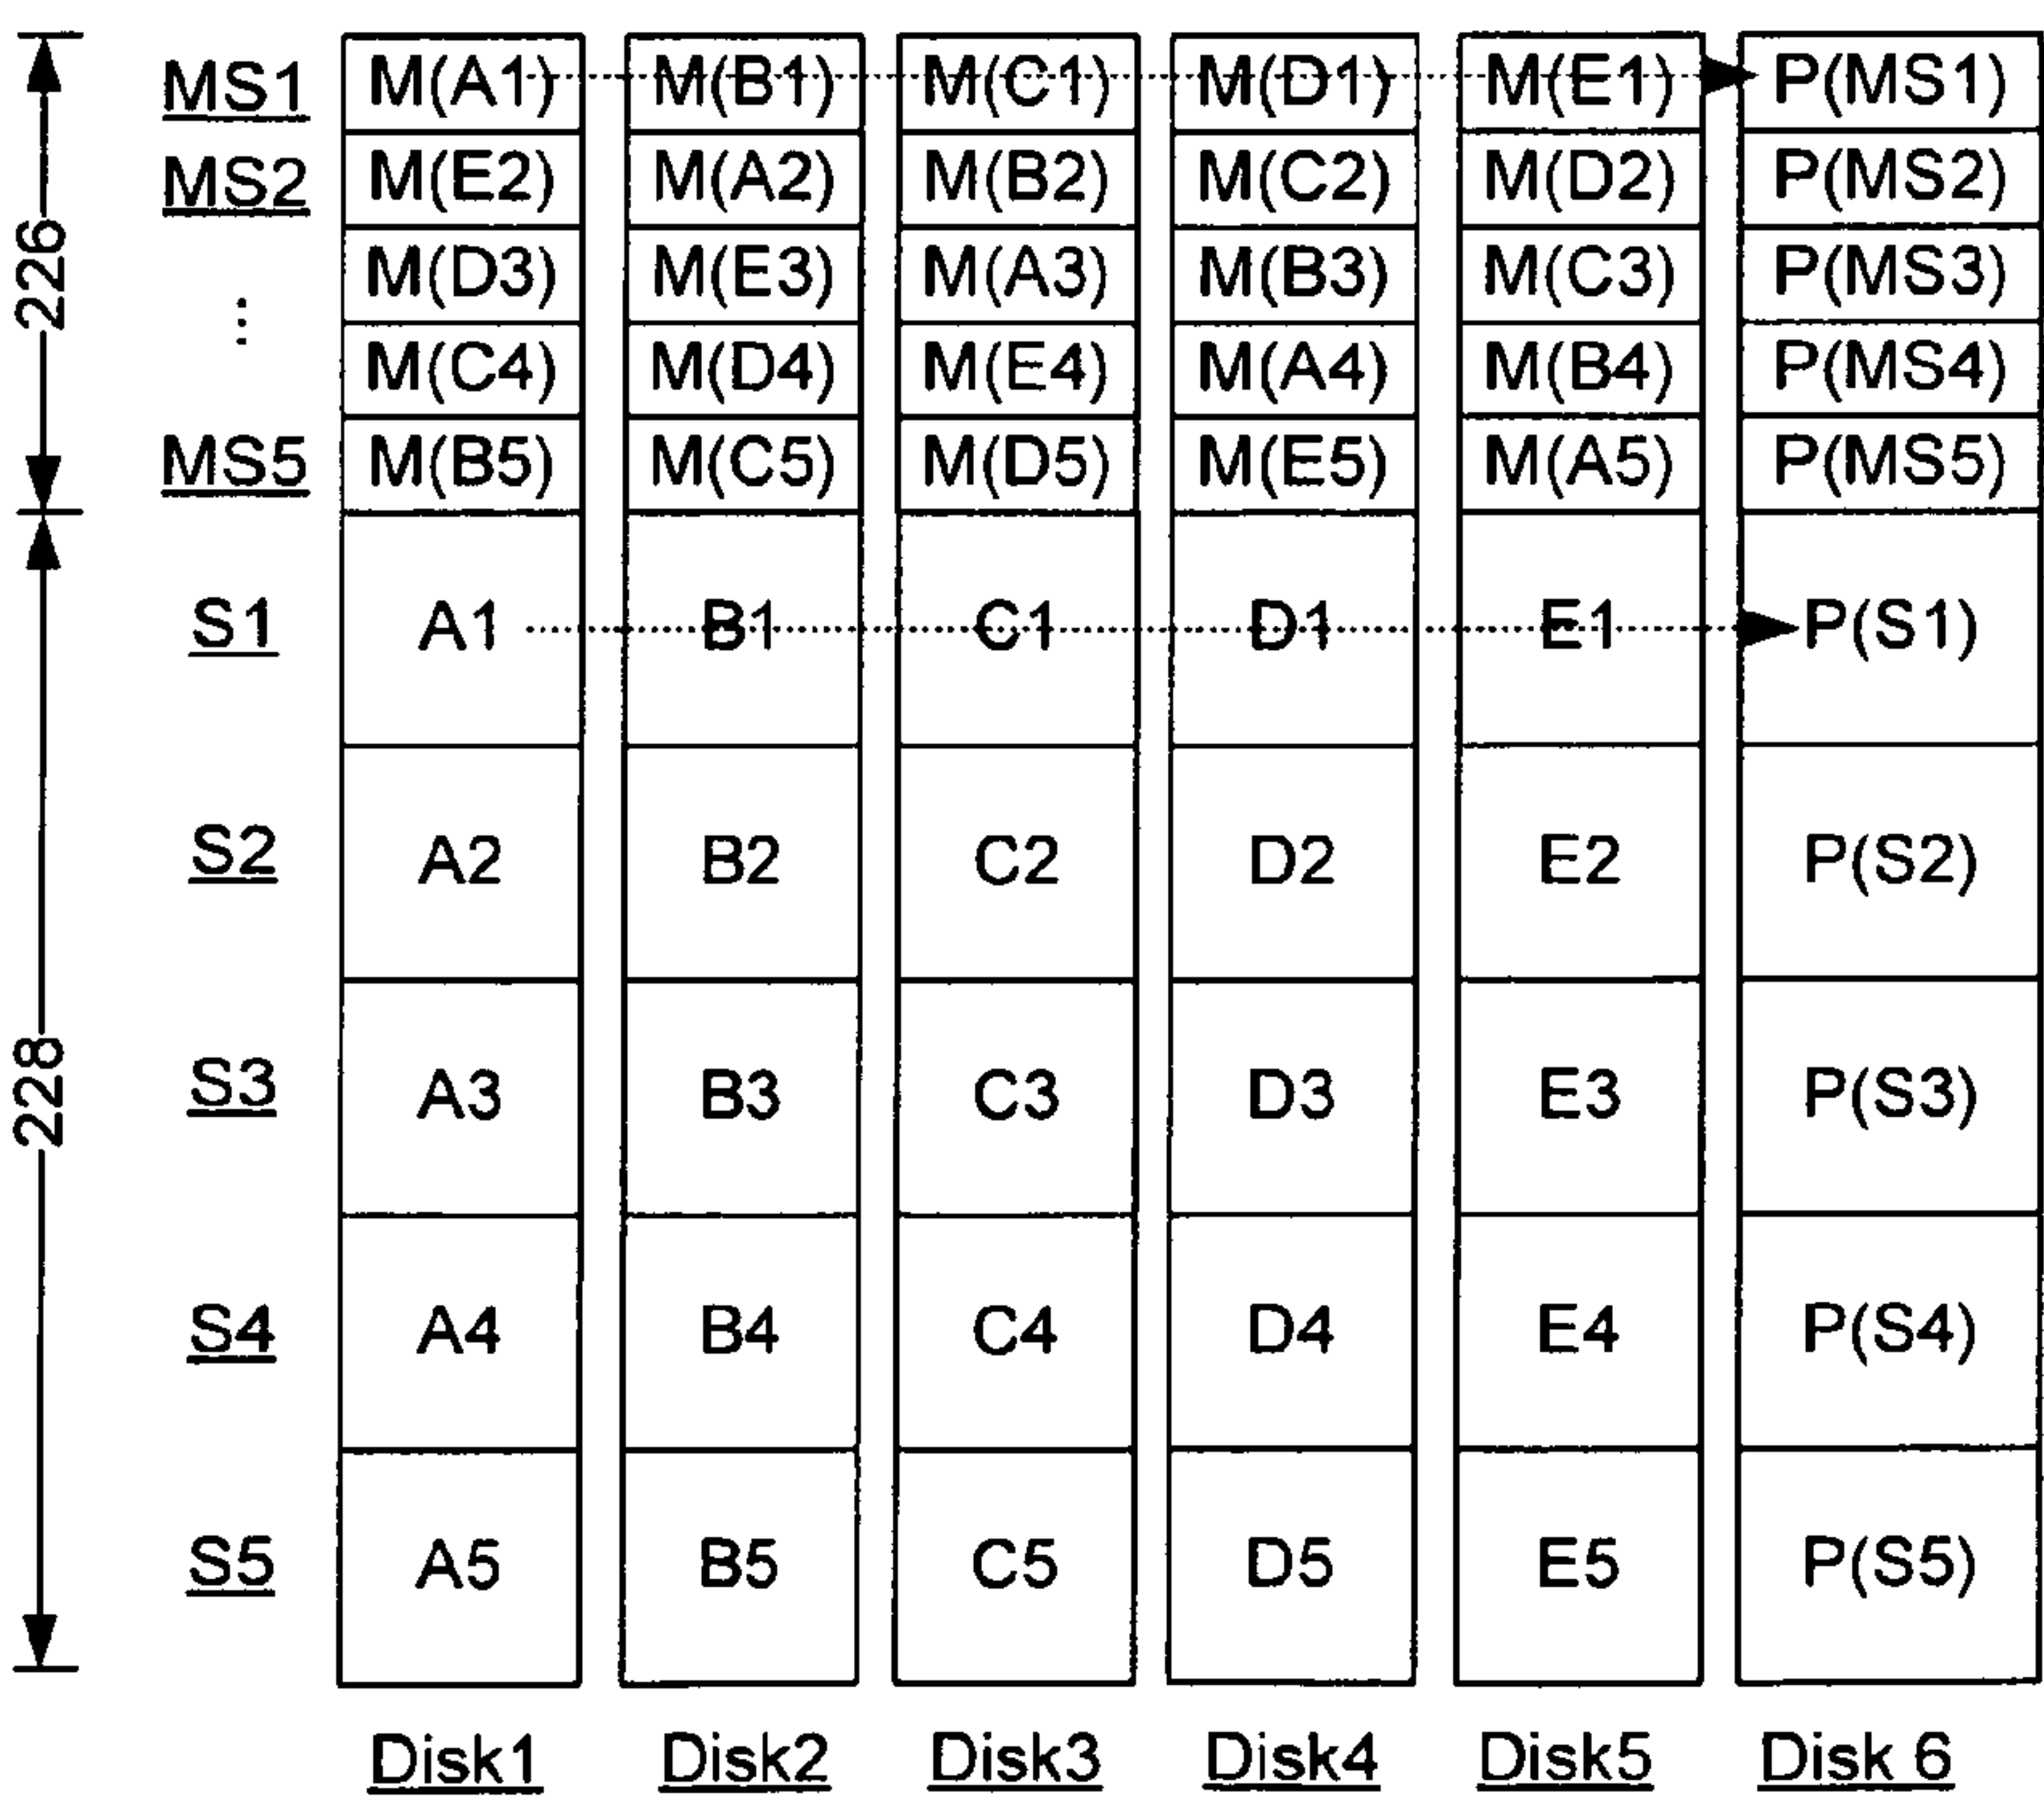 MS1 M(A1) M(B1) M(C1) M(D1) M(E1) P(MS1)
MS2 M(E2) M(A2) M(B2) M(C2) M(D2) P(MS2)
226 ⋮ M(D3) M(E3) M(A3) M(B3) M(C3) P(MS3)
M(C4) M(D4) M(E4) M(A4) M(B4) P(MS4)
MS5 M(B5) M(C5) M(D5) M(E5) M(A5) P(MS5)
S1 A1 B1 C1 D1 E1 P(S1)
S2 A2 B2 C2 D2 E2 P(S2)
228 S3 A3 B3 C3 D3 E3 P(S3)
S4 A4 B4 C4 D4 E4 P(S4)
S5 A5 B5 C5 D5 E5 P(S5)
Disk1 Disk2 Disk3 Disk4 Disk5 Disk 6